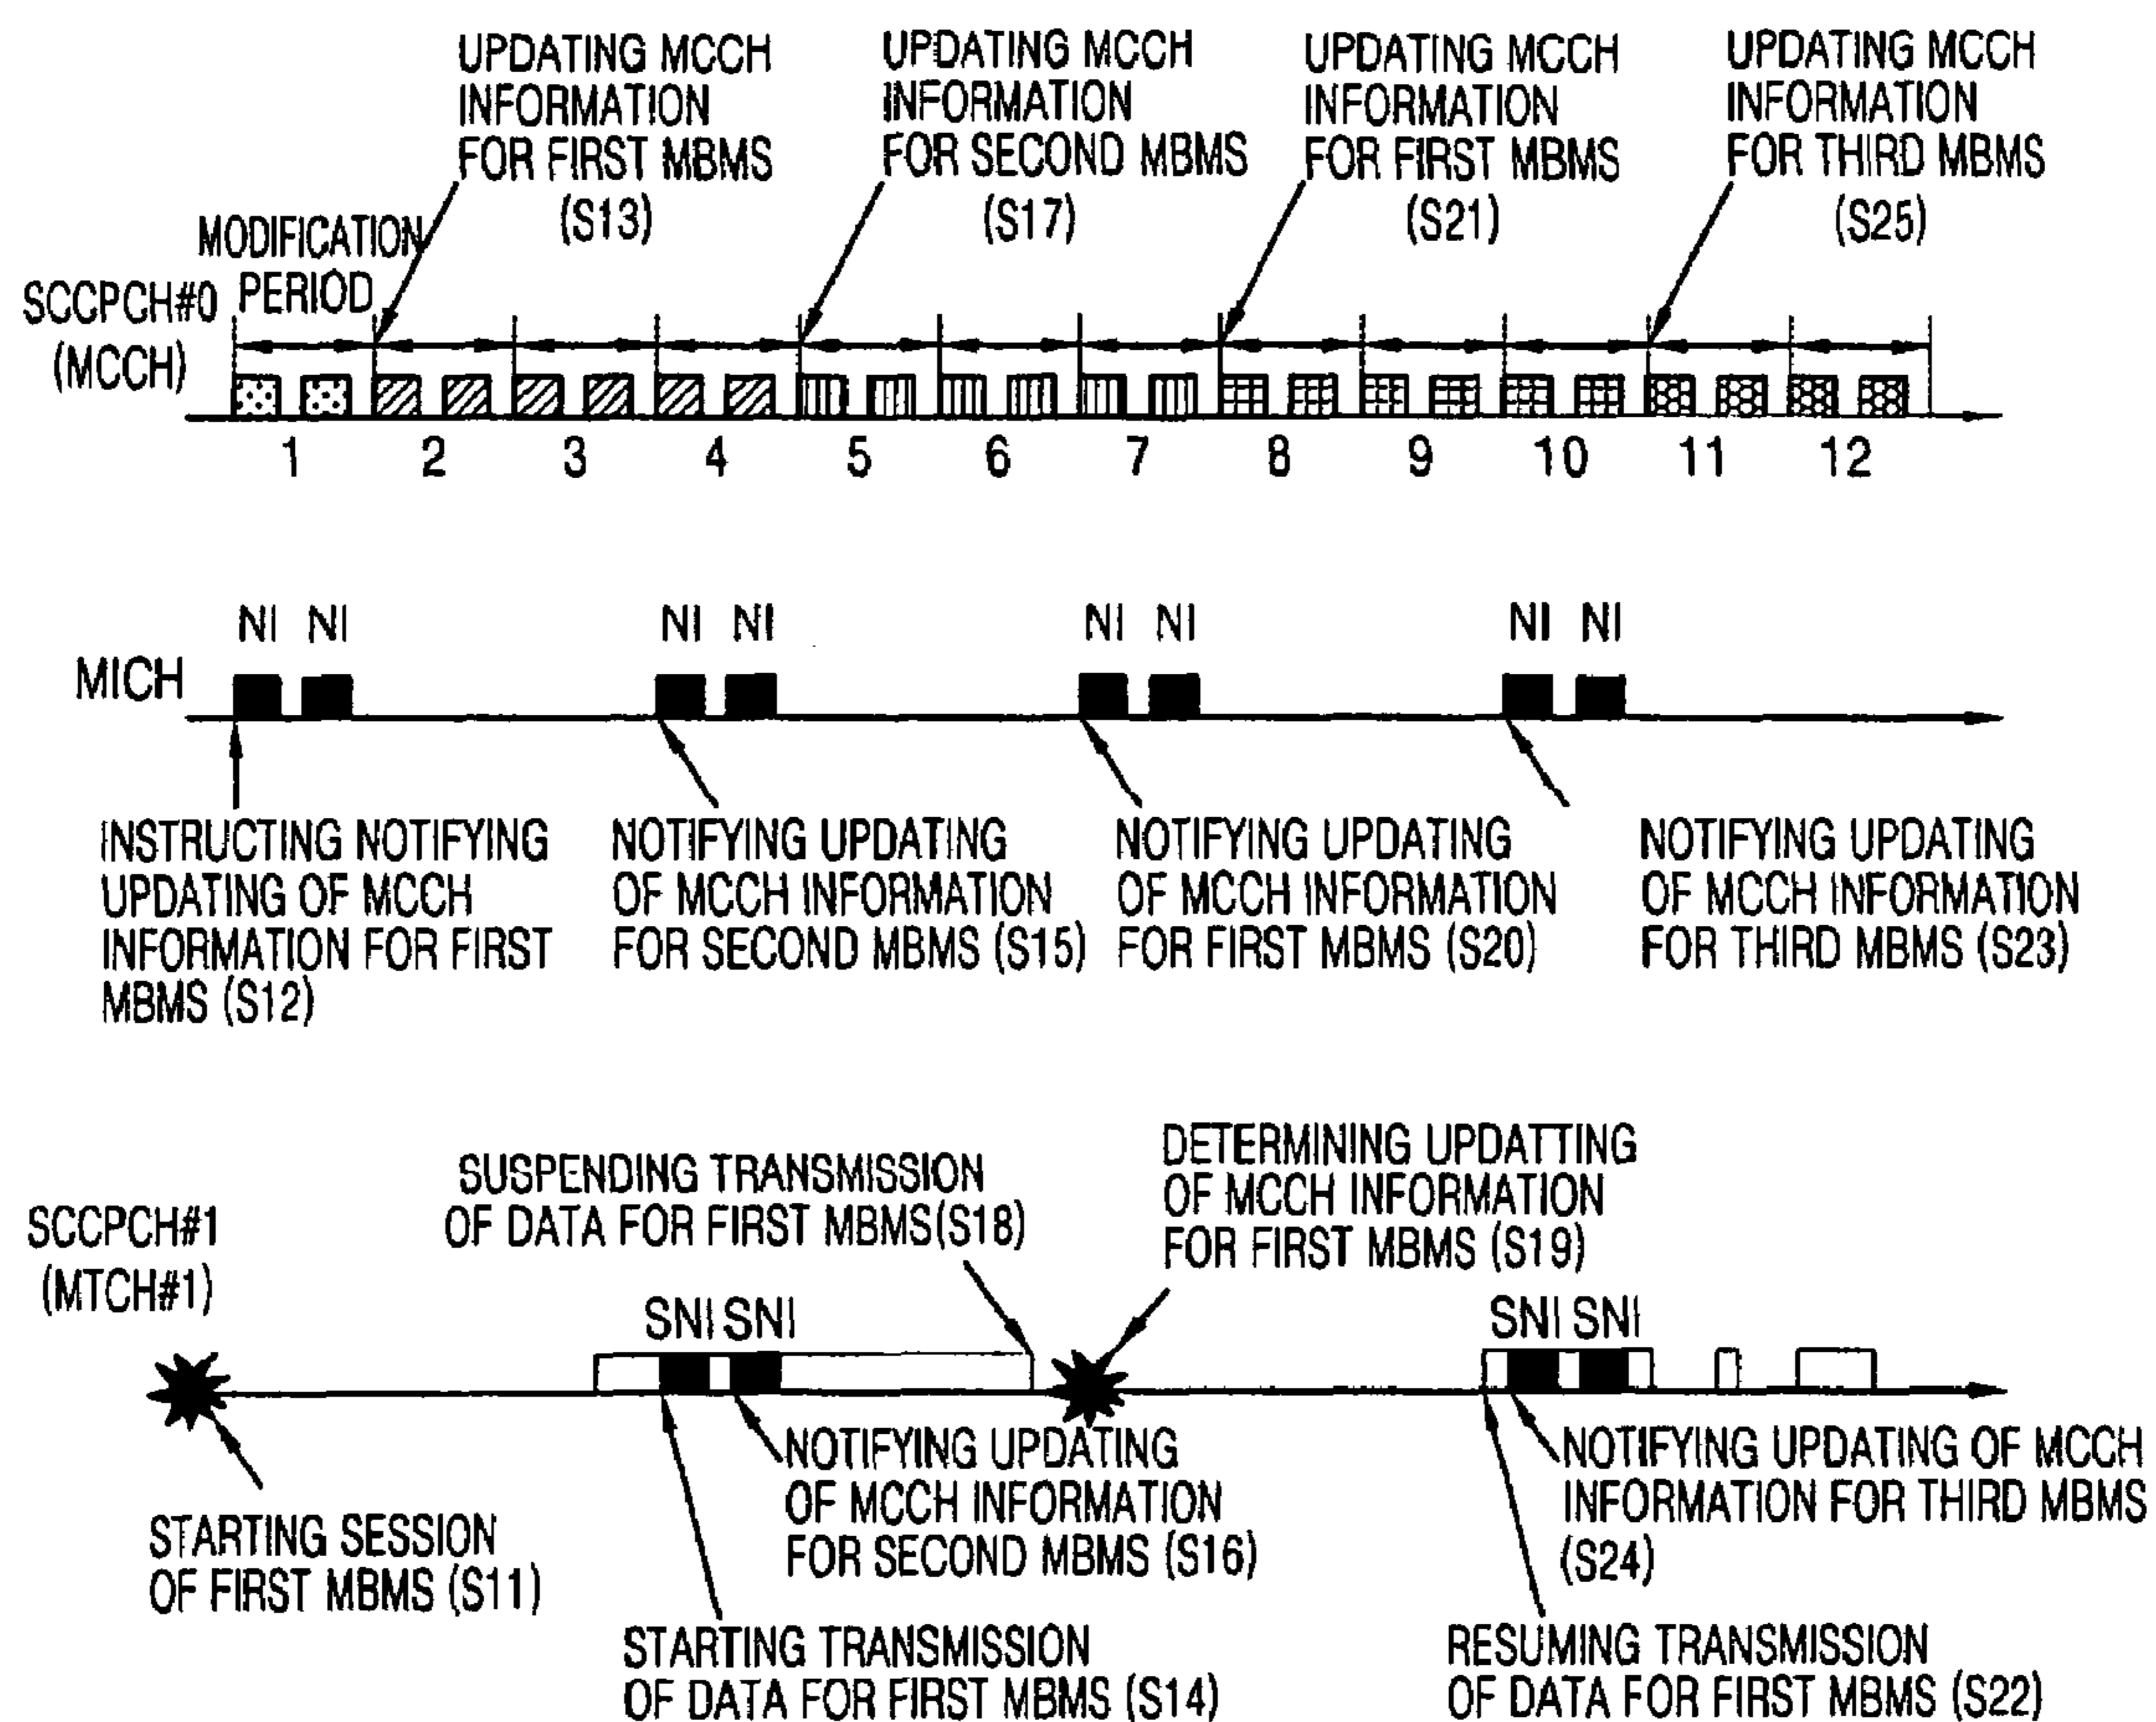 UPDATING MCCH
INFORMATION
FOR FIRST MBMS
(S13)
UPDATING MCCH
INFORMATION
FOR SECOND MBMS
(S17)
UPDATING MCCH
INFORMATION
FOR FIRST MBMS
(S21)
UPDATING MCCH
INFORMATION
FOR THIRD MBMS
(S25)
MODIFICATION
PERIOD
SCCPCH#0
(MCCH)
1 2 3 4 5 6 7 8 9 10 11 12
NI NI NI NI NI NI NI NI
MICH
INSTRUCTING NOTIFYING
UPDATING OF MCCH
INFORMATION FOR FIRST
MBMS (S12)
NOTIFYING UPDATING
OF MCCH INFORMATION
FOR SECOND MBMS (S15)
NOTIFYING UPDATING
OF MCCH INFORMATION
FOR FIRST MBMS (S20)
NOTIFYING UPDATING
OF MCCH INFORMATION
FOR THIRD MBMS (S23)
SUSPENDING TRANSMISSION
OF DATA FOR FIRST MBMS(S18)
DETERMINING UPDATTING
OF MCCH INFORMATION
FOR FIRST MBMS (S19)
SCCPCH#1
(MTCH#1)
SNI SNI SNI SNI
STARTING SESSION
OF FIRST MBMS (S11)
NOTIFYING UPDATING
OF MCCH INFORMATION
FOR SECOND MBMS (S16)
NOTIFYING UPDATING OF MCCH
INFORMATION FOR THIRD MBMS
(S24)
STARTING TRANSMISSION
OF DATA FOR FIRST MBMS (S14)
RESUMING TRANSMISSION
OF DATA FOR FIRST MBMS (S22)